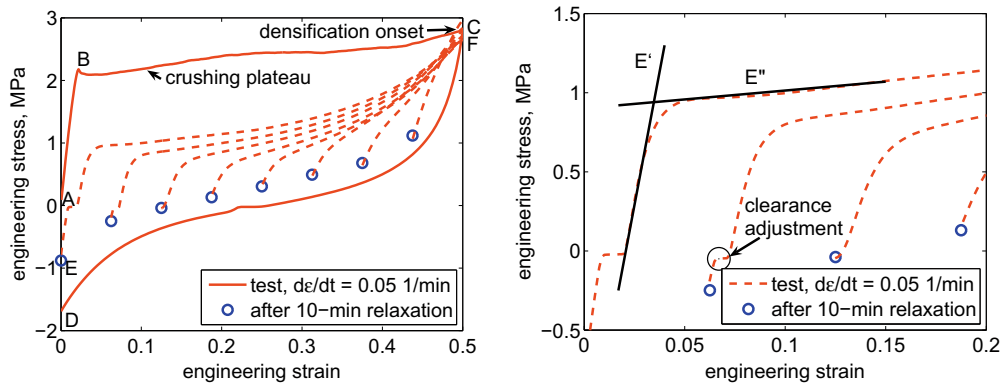 3
2
1
0
−1
−2
0
0.1
0.2
0.3
0.4
0.5
engineering stress, MPa
engineering strain
A
B
C
D
E
F
densification onset
crushing plateau
test, dε/dt = 0.05 1/min
after 10−min relaxation
1.5
1
0.5
0
−0.5
0
0.05
0.1
0.15
0.2
engineering stress, MPa
engineering strain
E'
E"
clearance
adjustment
test, dε/dt = 0.05 1/min
after 10−min relaxation